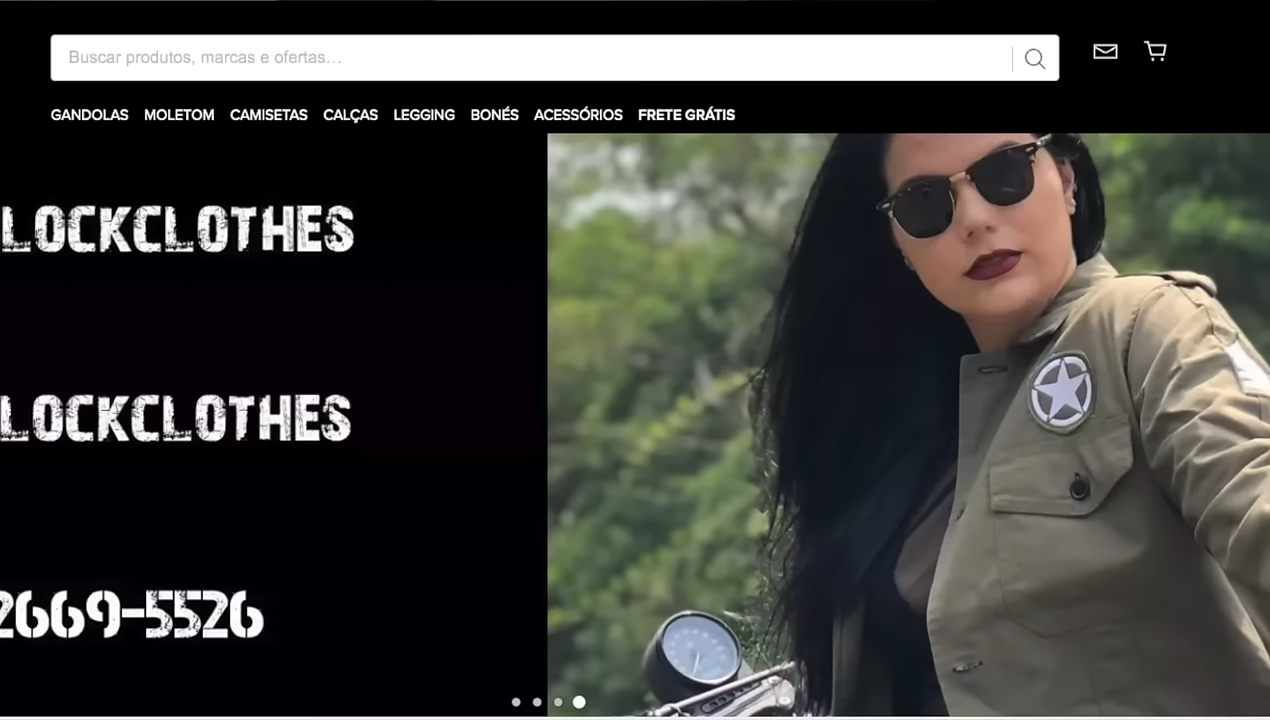 Buscar produtos, marcas e ofertas...
GANDOLAS MOLETOM CAMISETAS CALÇAS LEGGING BONÉS ACESSÓRIOS FRETE GRÁTIS
LOCKCLOTHES
LOCKCLOTHES
2669-5526